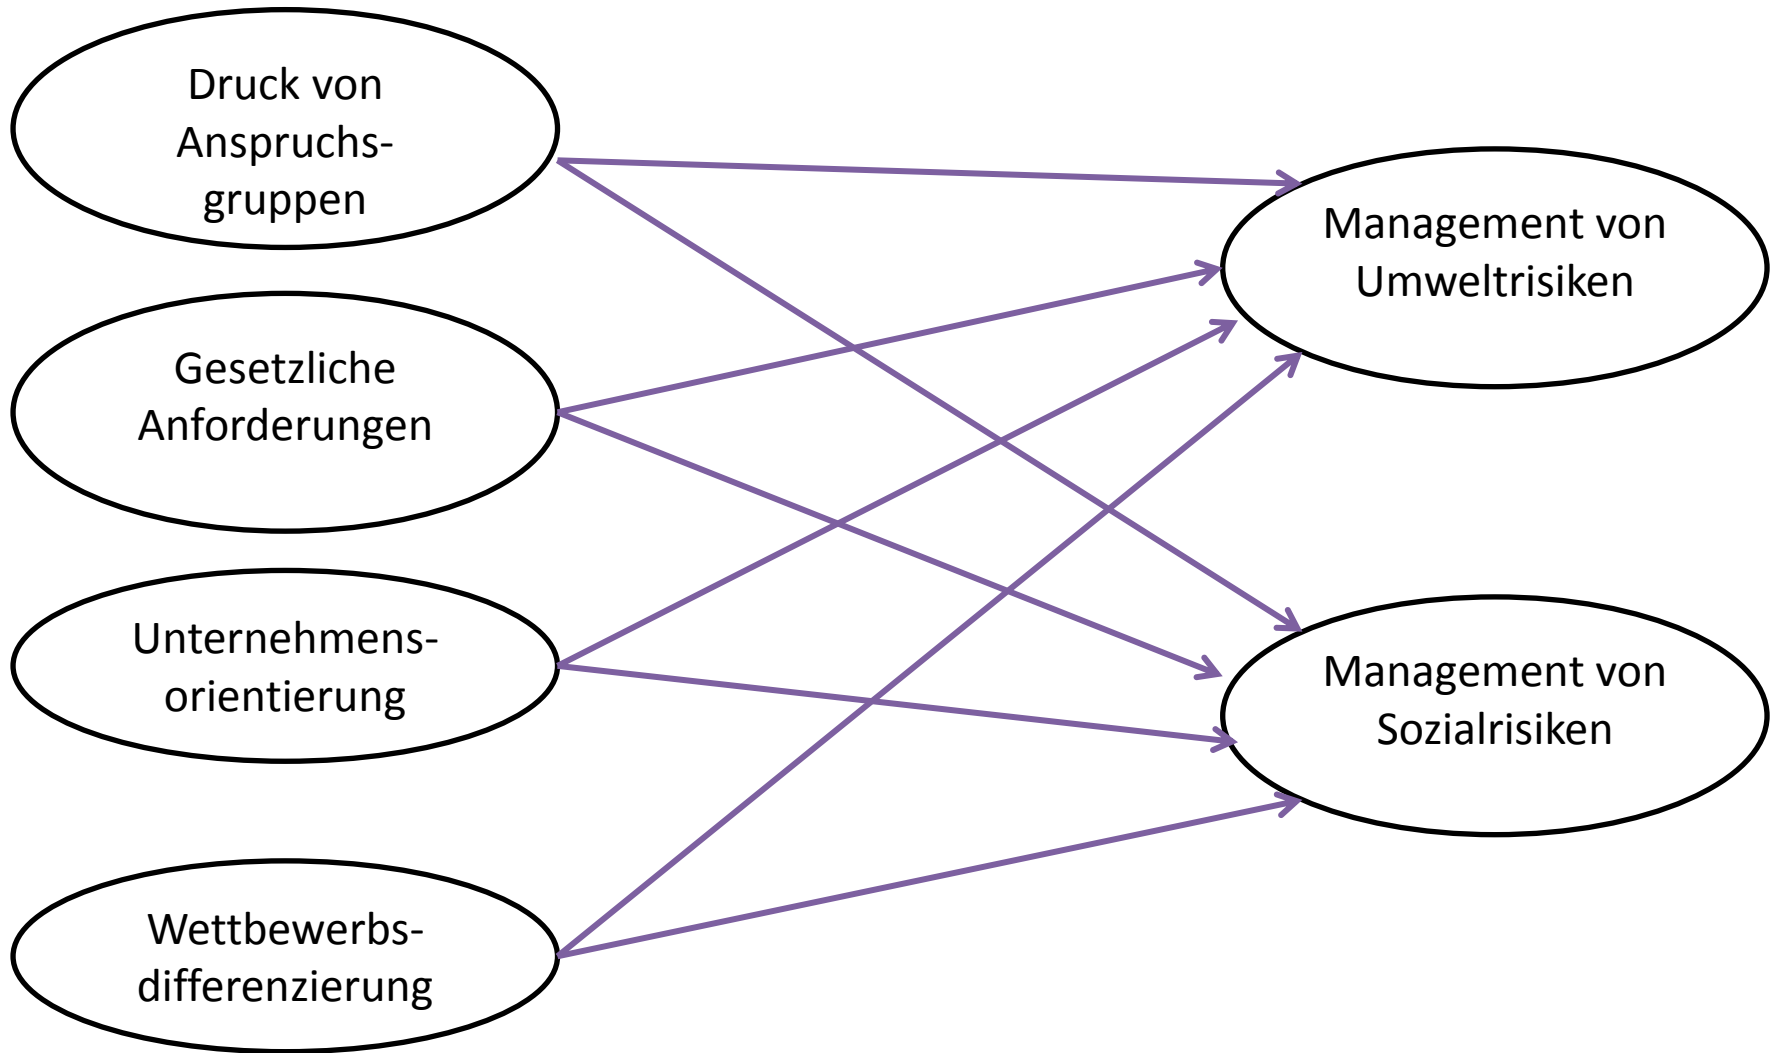 Druck von
Anspruchs-
gruppen
Gesetzliche
Anforderungen
Unternehmens-
orientierung
Wettbewerbs-
differenzierung
Management von
Umweltrisiken
Management von
Sozialrisiken